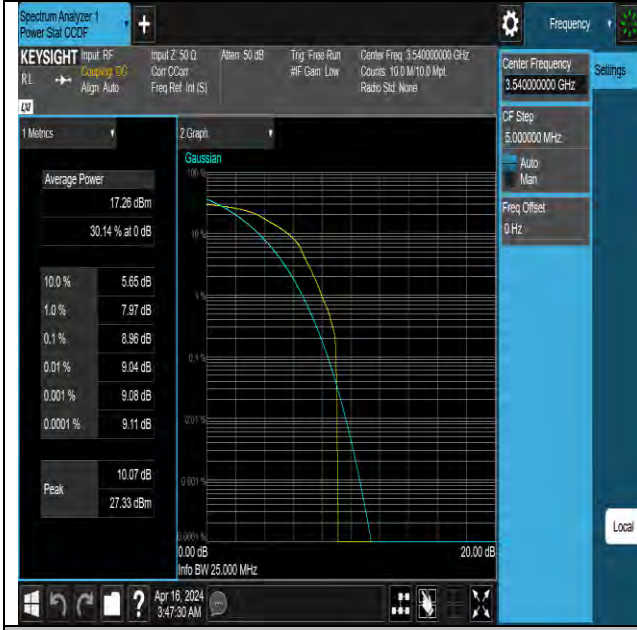 Spectrum Analyzer 1
Power Stat CCDF
Frequency
KEYSIGHT
Input: RF
Coupling: DC
Align: Auto
Input Z: 50 Ω
Corr CCorr
Freq Ref: Int (S)
Atten: 50 dB
Trig: Free Run
#IF Gain: Low
Center Freq: 3.540000000 GHz
Counts: 10.0 M/10.0 Mpt
Radio Std: None
RL
LXI
Center Frequency
3.540000000 GHz
Settings
CF Step
5.000000 MHz
Auto
Man
Freq Offset
0 Hz
1 Metrics
2 Graph
Average Power
17.26 dBm
30.14 % at 0 dB
10.0 % 5.65 dB
1.0 % 7.97 dB
0.1 % 8.96 dB
0.01 % 9.04 dB
0.001 % 9.08 dB
0.0001 % 9.11 dB
Peak
10.07 dB
27.33 dBm
Gaussian
100 %
10 %
1 %
0.1 %
0.01 %
0.001 %
0.0001 %
0.00 dB
20.00 dB
Info BW 25.000 MHz
Local
?
Apr 16, 2024
3:47:30 AM